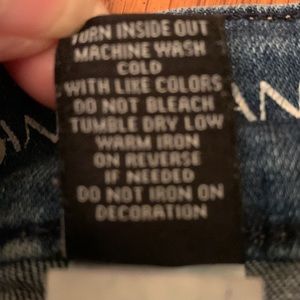 TURN INSIDE OUT
MACHINE WASH
COLD
WITH LIKE COLORS
DO NOT BLEACH
TUMBLE DRY LOW
WARM IRON
ON REVERSE
IF NEEDED
DO NOT IRON ON
DECORATION